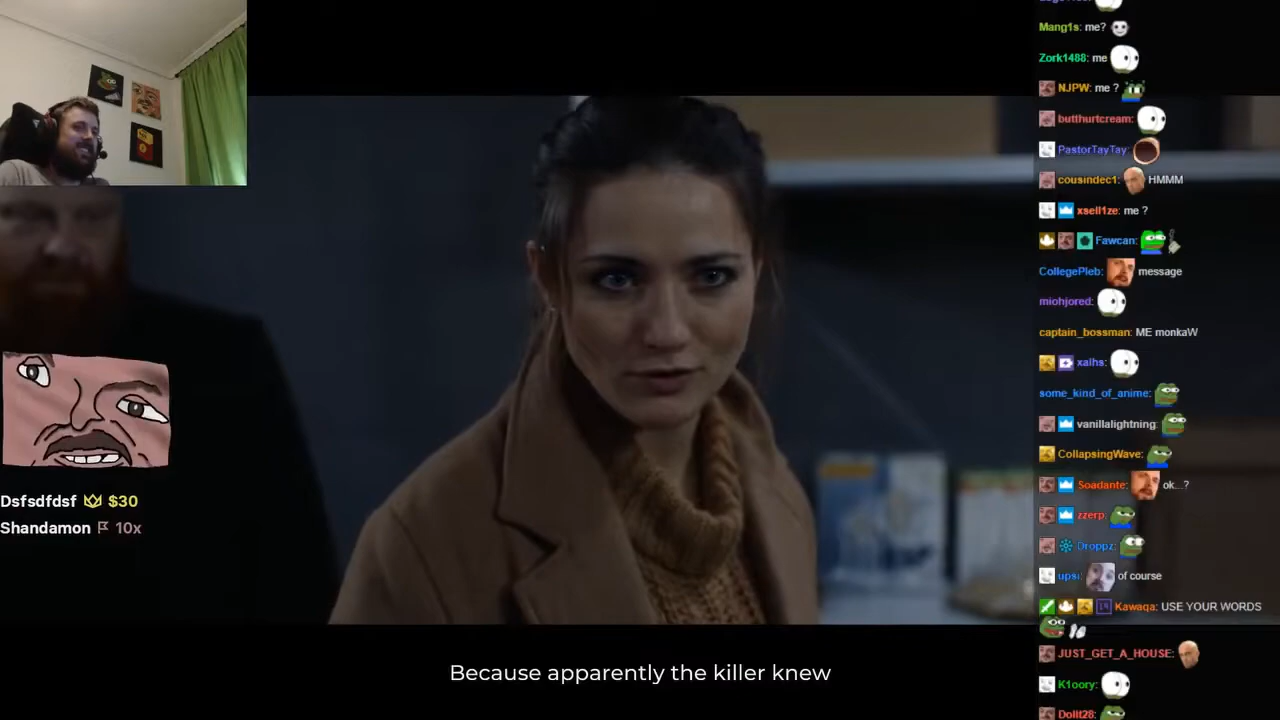 Mang1s: me?
Zork1488: me
NJPW: me ?
butthurtcream:
PastorTayTay:
cousindec1: HMMM
xsell1ze: me ?
Fawcan:
CollegePleb: message
miohjored:
captain_bossman: ME monkaW
xalhs:
some_kind_of_anime:
vanillalightning:
CollapsingWave:
Soadante: ok...?
zzerp:
Droppz:
upsi: of course
Kawaqa: USE YOUR WORDS
JUST_GET_A_HOUSE:
K1oory:
Dollt28:
Dsfsdfdsf $30
Shandamon 10x
Because apparently the killer knew